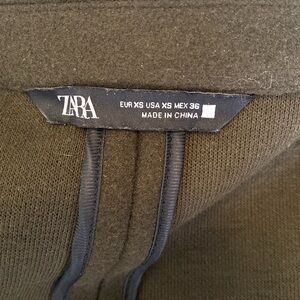 ZARA
EUR XS USA XS MEX 36
MADE IN CHINA